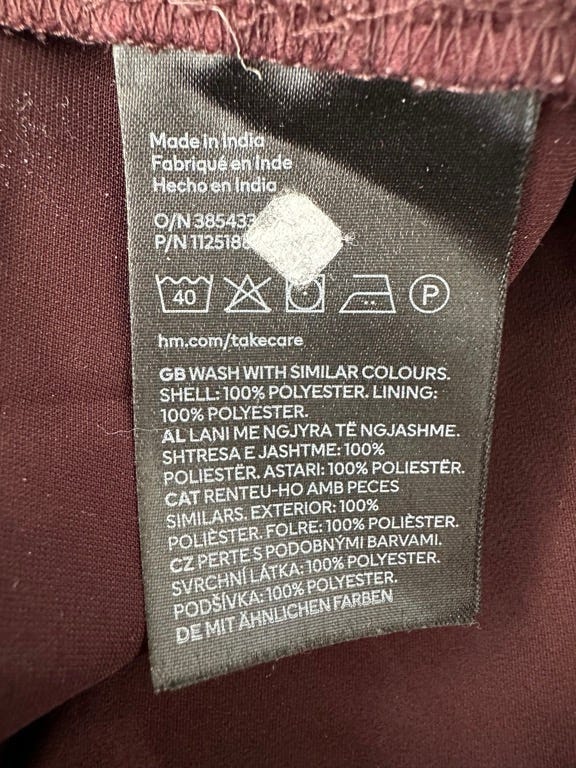 Made in India
Fabriqué en Inde
Hecho en India
O/N 385433
P/N 1125188
40
P
hm.com/takecare
GB WASH WITH SIMILAR COLOURS.
SHELL: 100% POLYESTER. LINING:
100% POLYESTER.
AL LANI ME NGJYRA TË NGJASHME.
SHTRESA E JASHTME: 100%
POLIESTËR. ASTARI: 100% POLIESTËR.
CAT RENTEU-HO AMB PECES
SIMILARS. EXTERIOR: 100%
POLIÈSTER. FOLRE: 100% POLIÈSTER.
CZ PERTE S PODOBNÝMI BARVAMI.
SVRCHNÍ LÁTKA: 100% POLYESTER.
PODŠÍVKA: 100% POLYESTER.
DE MIT ÄHNLICHEN FARBEN